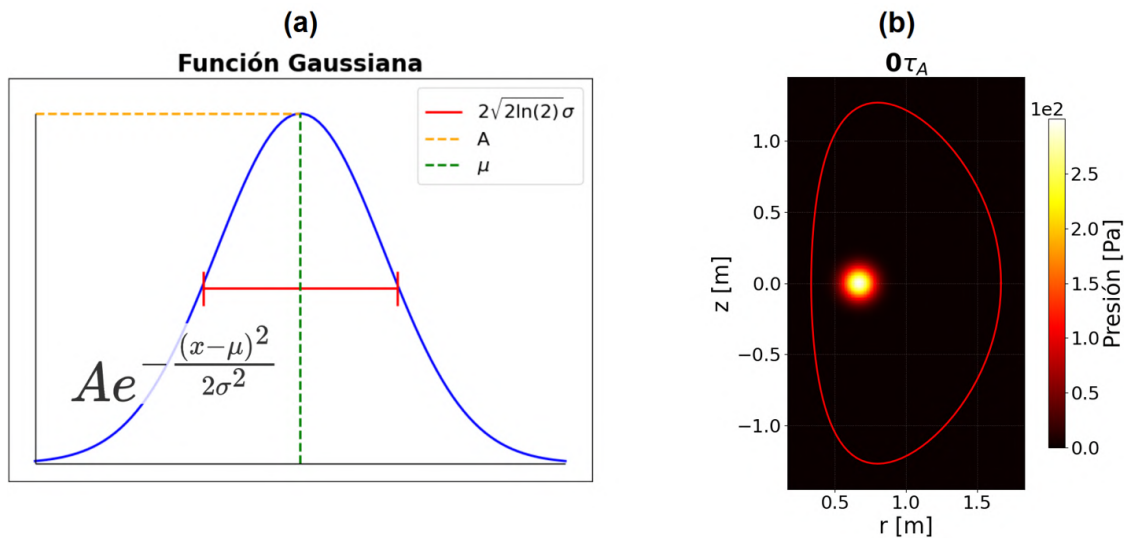 (a)
Función Gaussiana
2√2ln(2)σ
A
μ
Ae^{-\frac{(x-μ)^2}{2σ^2}}
(b)
0τ_A
1e2
1.0
0.5
0.0
−0.5
−1.0
z [m]
0.5 1.0 1.5
r [m]
2.5
2.0
1.5
1.0
0.5
0.0
Presión [Pa]